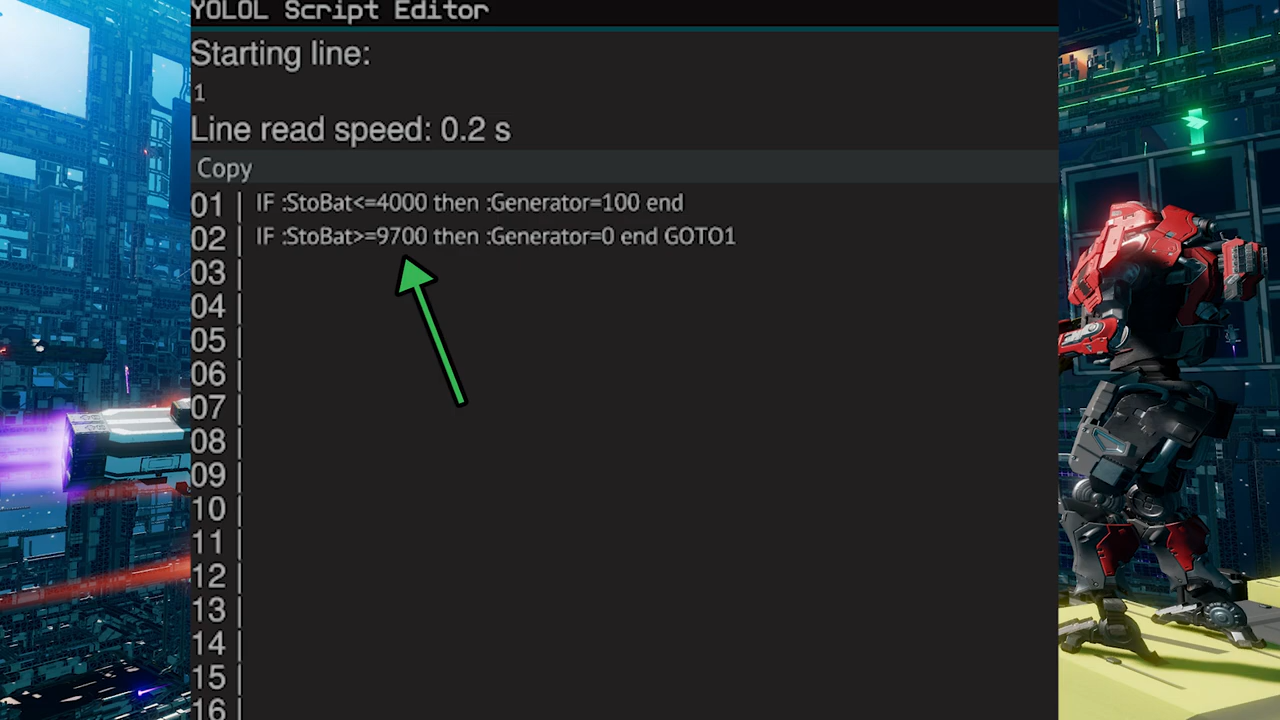 YOLOL Script Editor
Starting line:
1
Line read speed: 0.2 s
Copy
01 | IF :StoBat<=4000 then :Generator=100 end
02 | IF :StoBat>=9700 then :Generator=0 end GOTO1
03 |
04 |
05 |
06 |
07 |
08 |
09 |
10 |
11 |
12 |
13 |
14 |
15 |
16 |